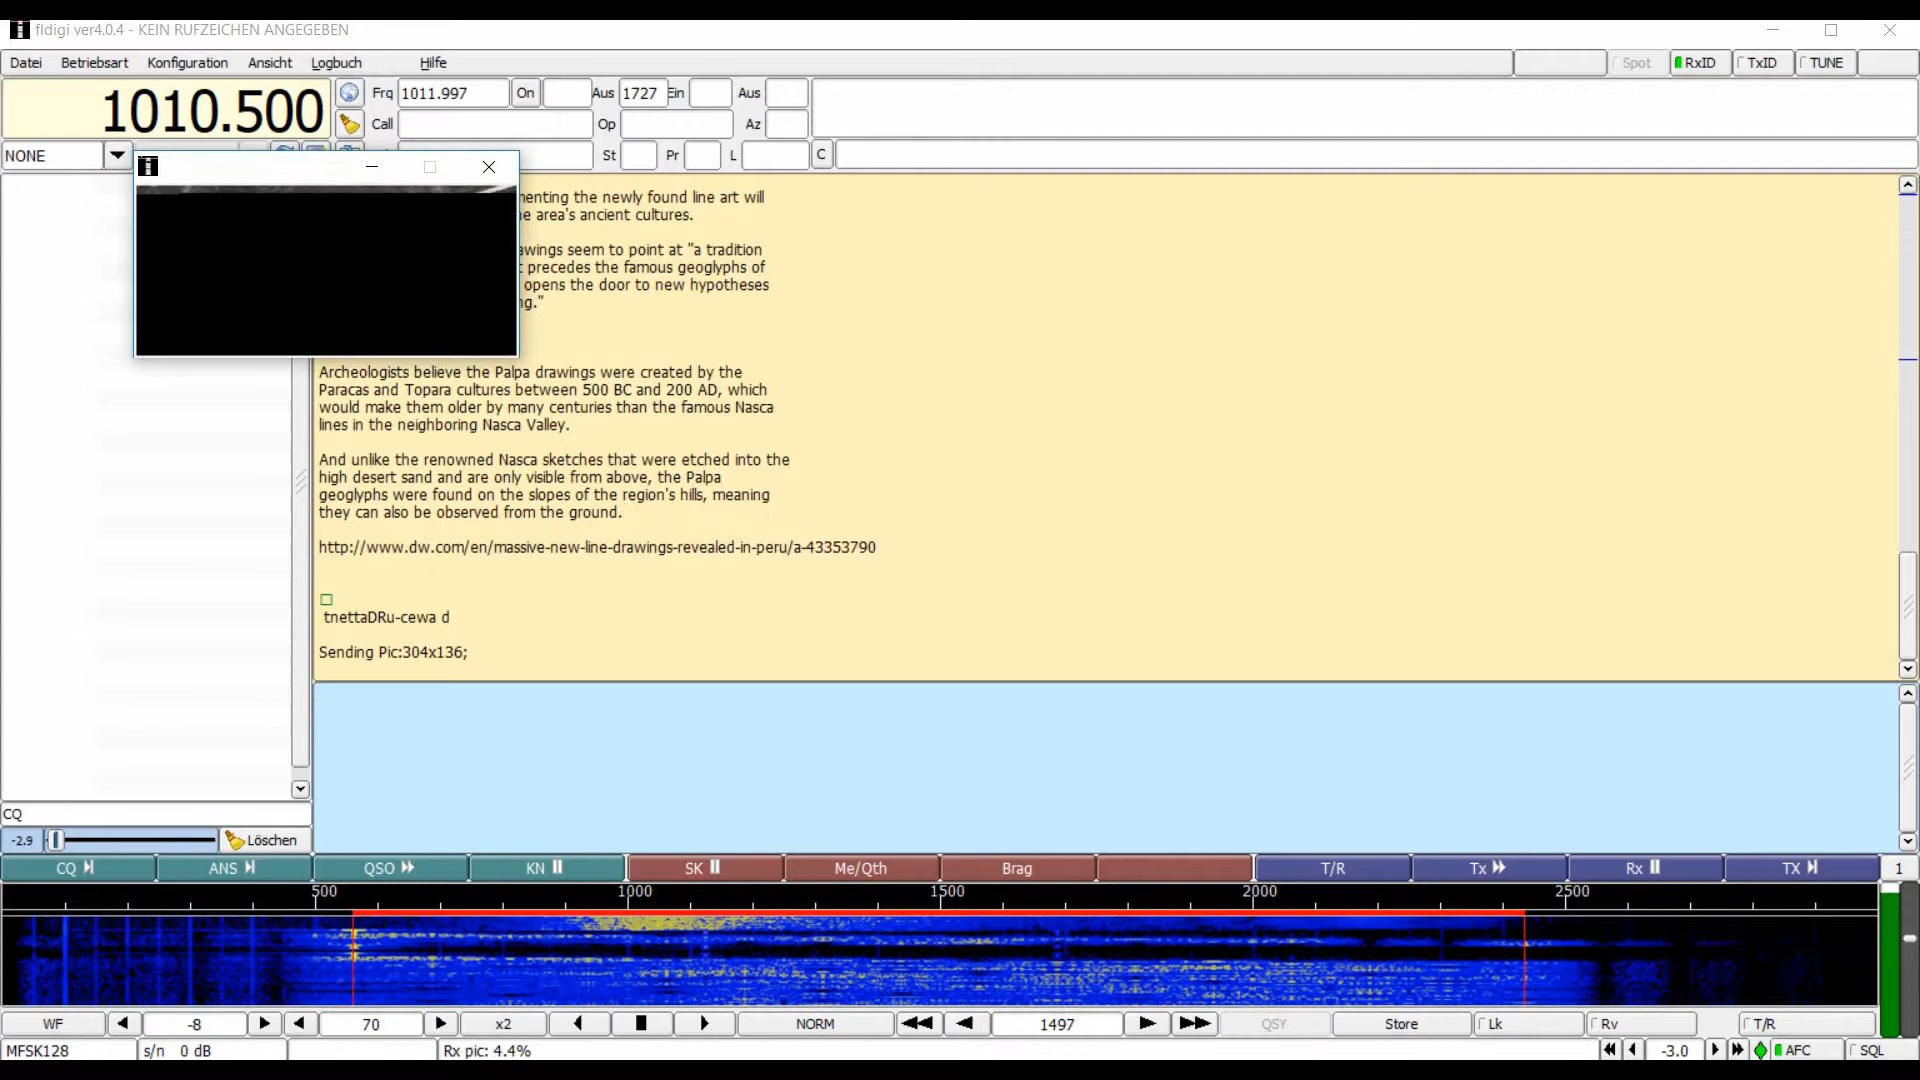 fldigi ver4.0.4 - KEIN RUFZEICHEN ANGEGEBEN
Datei Betriebsart Konfiguration Ansicht Logbuch Hilfe Spot RxID TxID TUNE
1010.500 Frq 1011.997 On Aus 1727 Ein Aus
Call Op Az
NONE St Pr L C
menting the newly found line art will
e area's ancient cultures.
awings seem to point at "a tradition
t precedes the famous geoglyphs of
opens the door to new hypotheses
ng."
Archeologists believe the Palpa drawings were created by the
Paracas and Topara cultures between 500 BC and 200 AD, which
would make them older by many centuries than the famous Nasca
lines in the neighboring Nasca Valley.
And unlike the renowned Nasca sketches that were etched into the
high desert sand and are only visible from above, the Palpa
geoglyphs were found on the slopes of the region's hills, meaning
they can also be observed from the ground.
http://www.dw.com/en/massive-new-line-drawings-revealed-in-peru/a-43353790
tnettaDRu-cewa d
Sending Pic:304x136;
CQ
-2.9 Löschen
CQ ANS QSO KN SK Me/Qth Brag T/R Tx Rx TX 1
500 1000 1500 2000 2500
WF -8 70 x2 NORM 1497 QSY Store Lk Rv T/R
MFSK128 s/n 0 dB Rx pic: 4.4% -3.0 AFC SQL